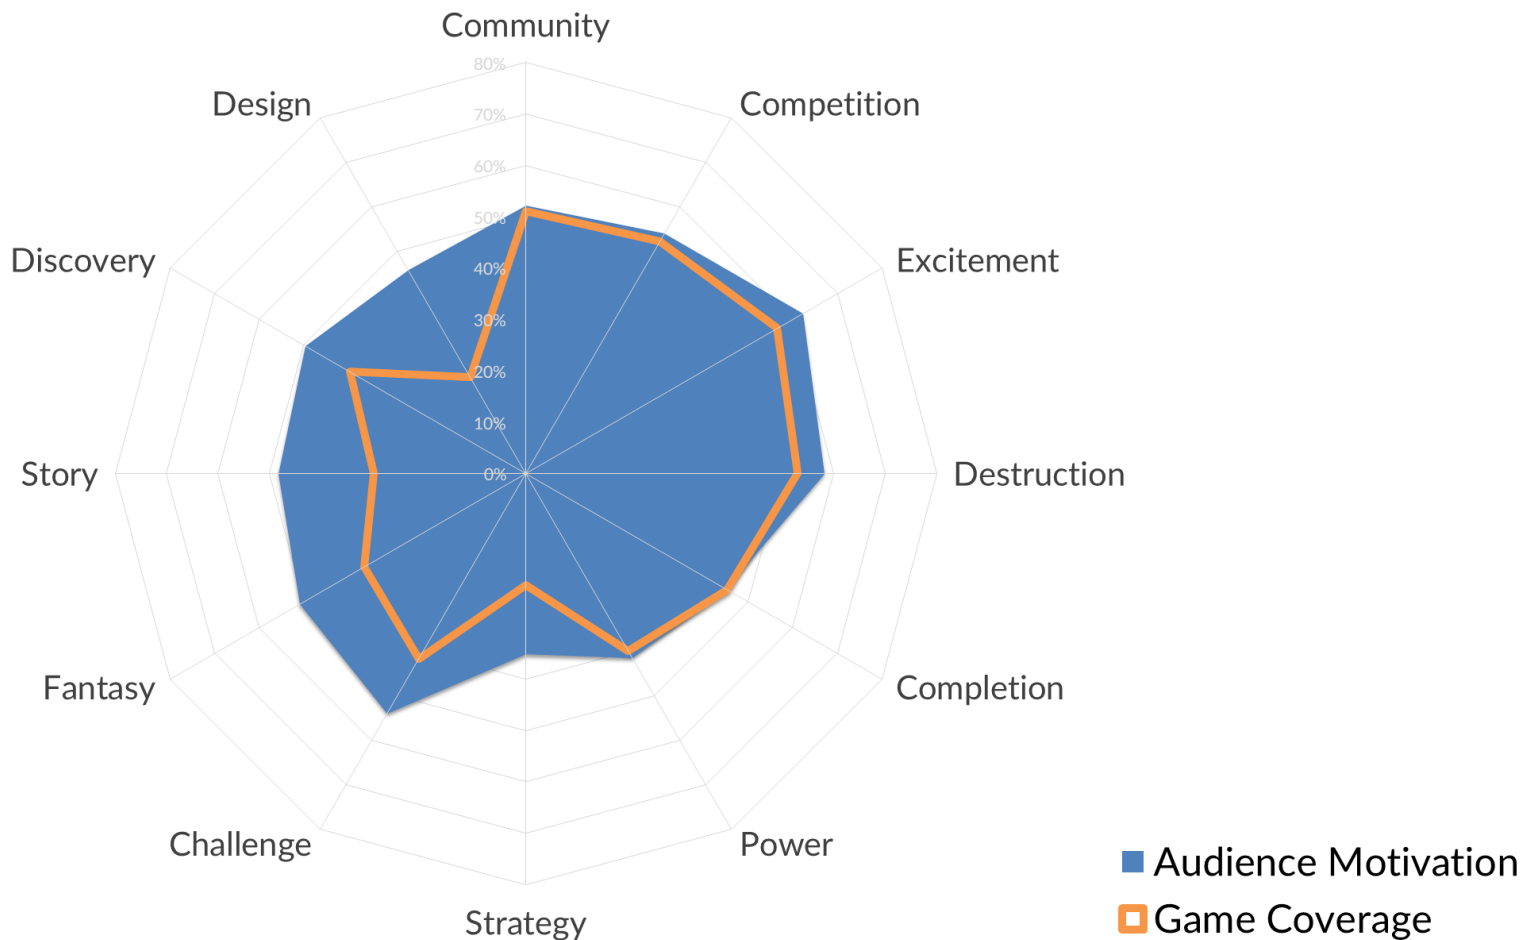 Community
80%
Design
Competition
70%
60%
50%
Discovery
Excitement
40%
30%
20%
10%
Story
0%
Destruction
Fantasy
Completion
Challenge
Power
Audience Motivation
Strategy
Game Coverage